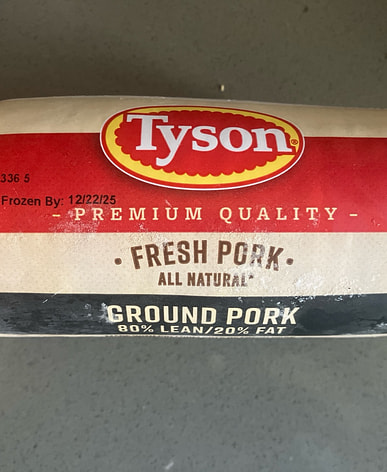 Tyson®
336 5
Frozen By: 12/22/25
- PREMIUM QUALITY -
• FRESH PORK •
ALL NATURAL*
GROUND PORK
80% LEAN/20% FAT